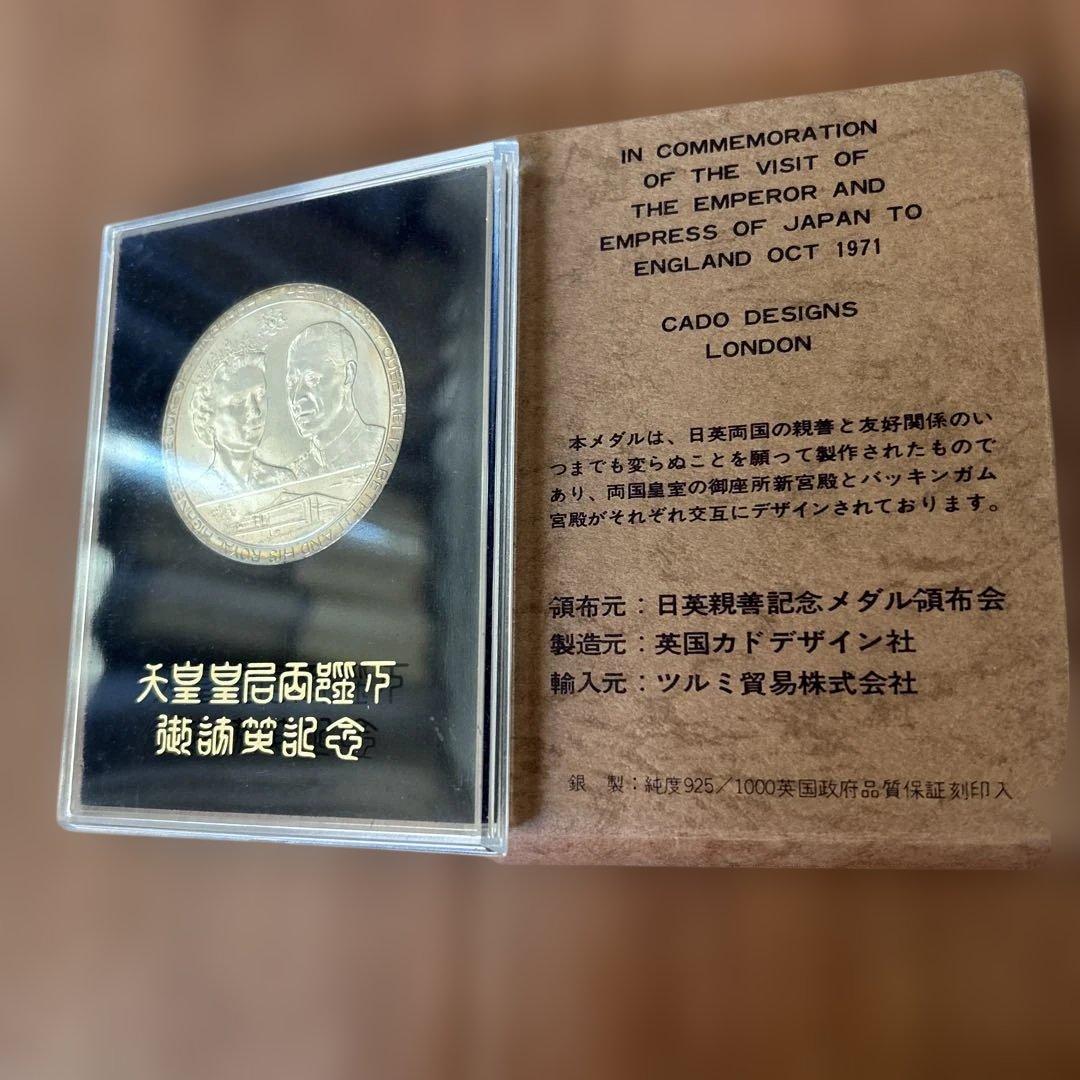 QUEEN ELIZABETH II AND HIS ROYAL HIGHNESS
天皇皇后両陛下
御訪英記念
IN COMMEMORATION
OF THE VISIT OF
THE EMPEROR AND
EMPRESS OF JAPAN TO
ENGLAND OCT 1971
CADO DESIGNS
LONDON
本メダルは、日英両国の親善と友好関係のい
つまでも変らぬことを願って製作されたもので
あり、両国皇室の御座所新宮殿とバッキンガム
宮殿がそれぞれ交互にデザインされております。
領布元：日英親善記念メダル領布会
製造元：英国カドデザイン社
輸入元：ツルミ貿易株式会社
銀 製：純度925／1000英国政府品質保証刻印入